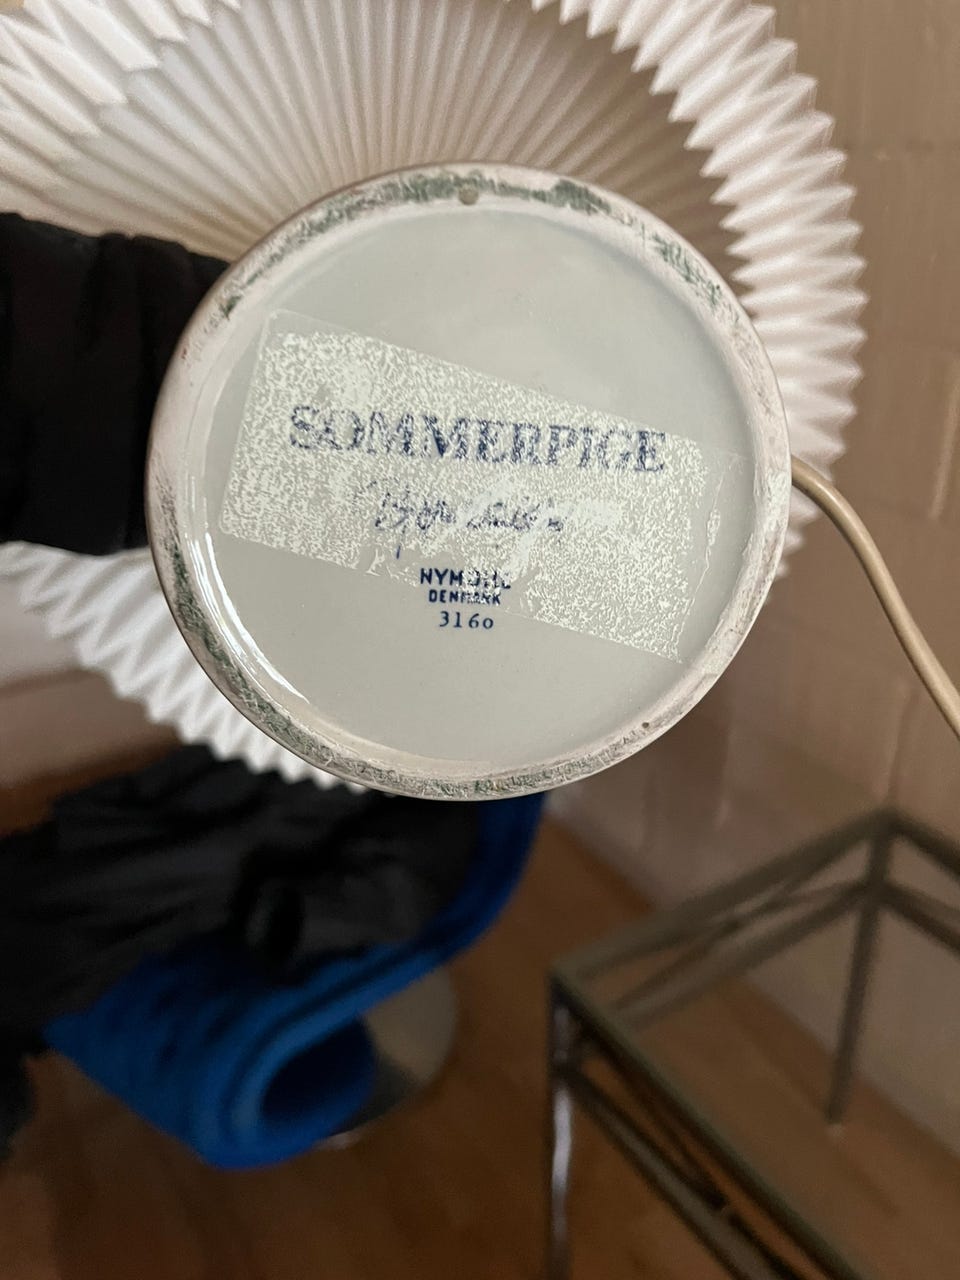 SOMMERPIGE
NYMØLLE
DENMARK
3160